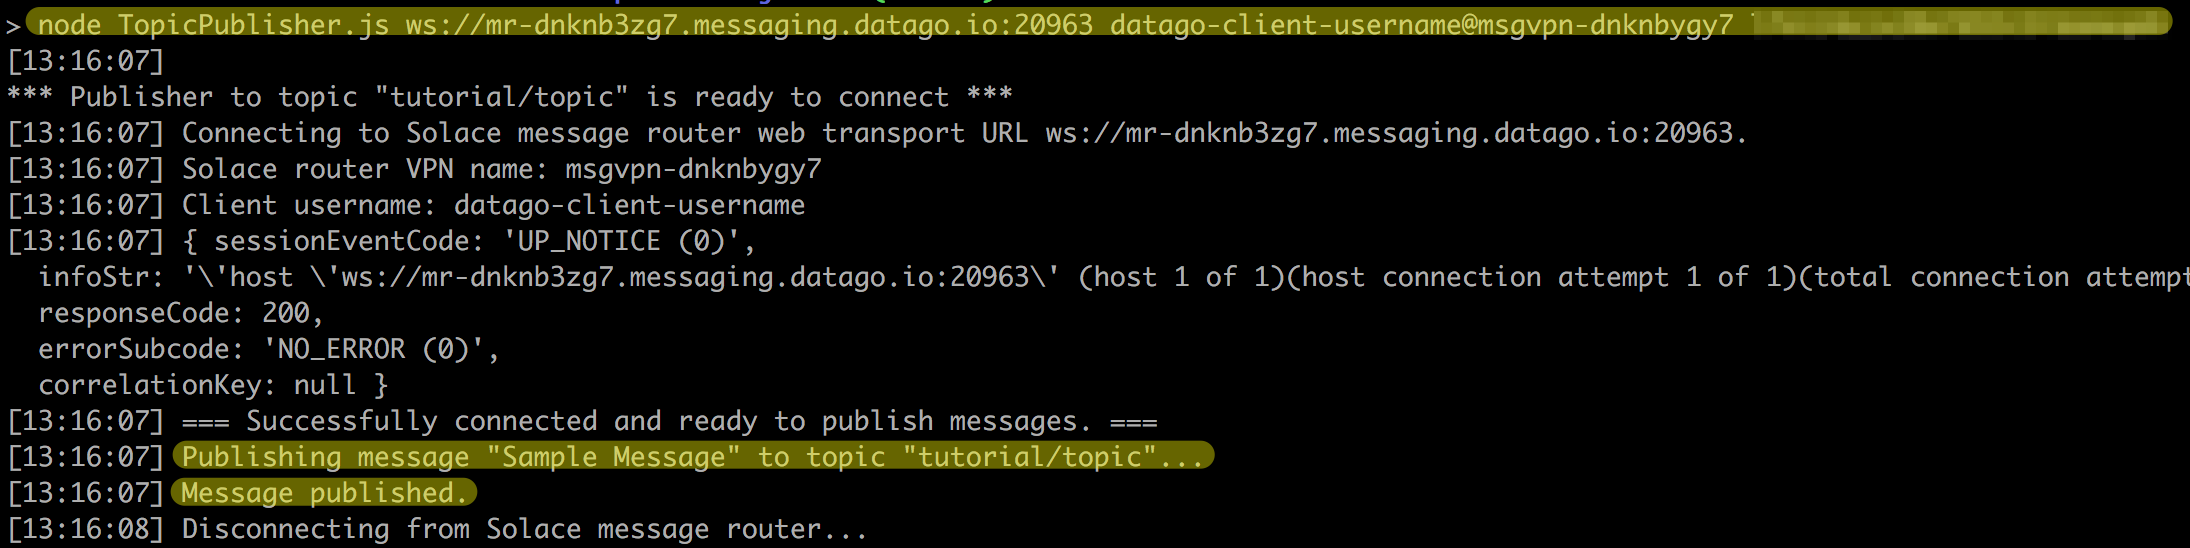 > node TopicPublisher.js ws://mr-dnknb3zg7.messaging.datago.io:20963 datago-client-username@msgvpn-dnknbygy7
[13:16:07]
*** Publisher to topic "tutorial/topic" is ready to connect ***
[13:16:07] Connecting to Solace message router web transport URL ws://mr-dnknb3zg7.messaging.datago.io:20963.
[13:16:07] Solace router VPN name: msgvpn-dnknbygy7
[13:16:07] Client username: datago-client-username
[13:16:07] { sessionEventCode: 'UP_NOTICE (0)',
infoStr: '\'host \'ws://mr-dnknb3zg7.messaging.datago.io:20963\' (host 1 of 1)(host connection attempt 1 of 1)(total connection attempt
responseCode: 200,
errorSubcode: 'NO_ERROR (0)',
correlationKey: null }
[13:16:07] === Successfully connected and ready to publish messages. ===
[13:16:07] Publishing message "Sample Message" to topic "tutorial/topic"...
[13:16:07] Message published.
[13:16:08] Disconnecting from Solace message router...